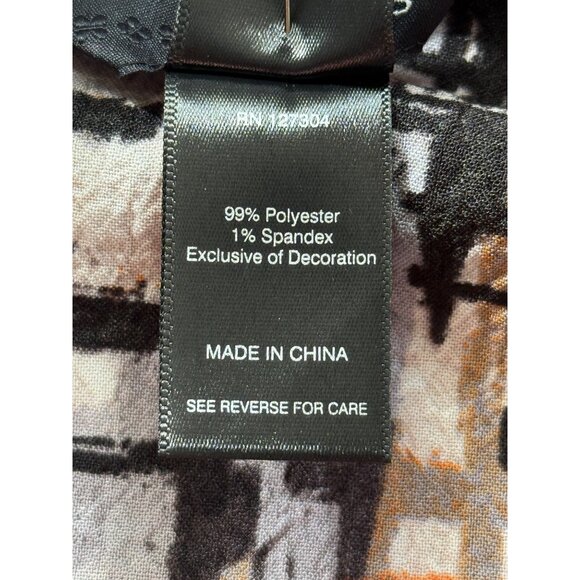 RN 127304
99% Polyester
1% Spandex
Exclusive of Decoration
MADE IN CHINA
SEE REVERSE FOR CARE